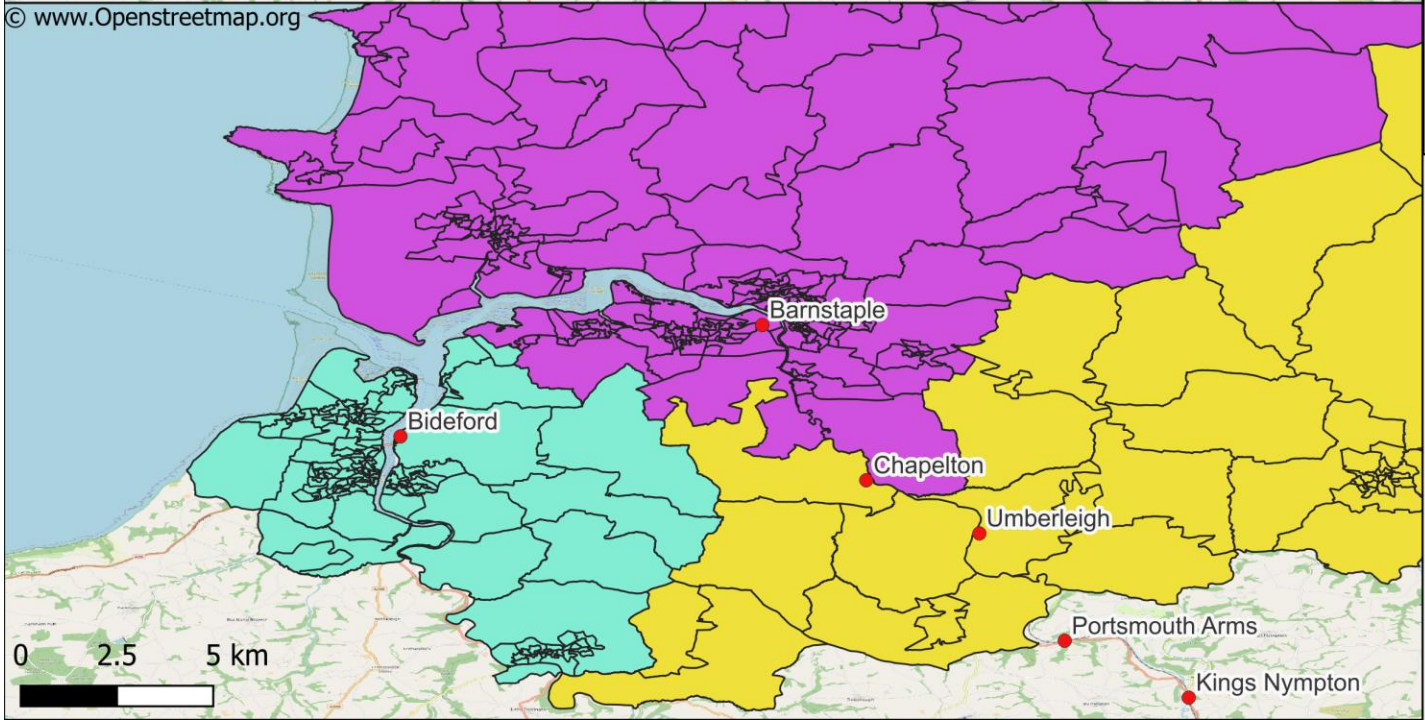 © www.Openstreetmap.org
Barnstaple
Bideford
Chapelton
Umberleigh
Portsmouth Arms
Kings Nympton
0 2.5 5 km